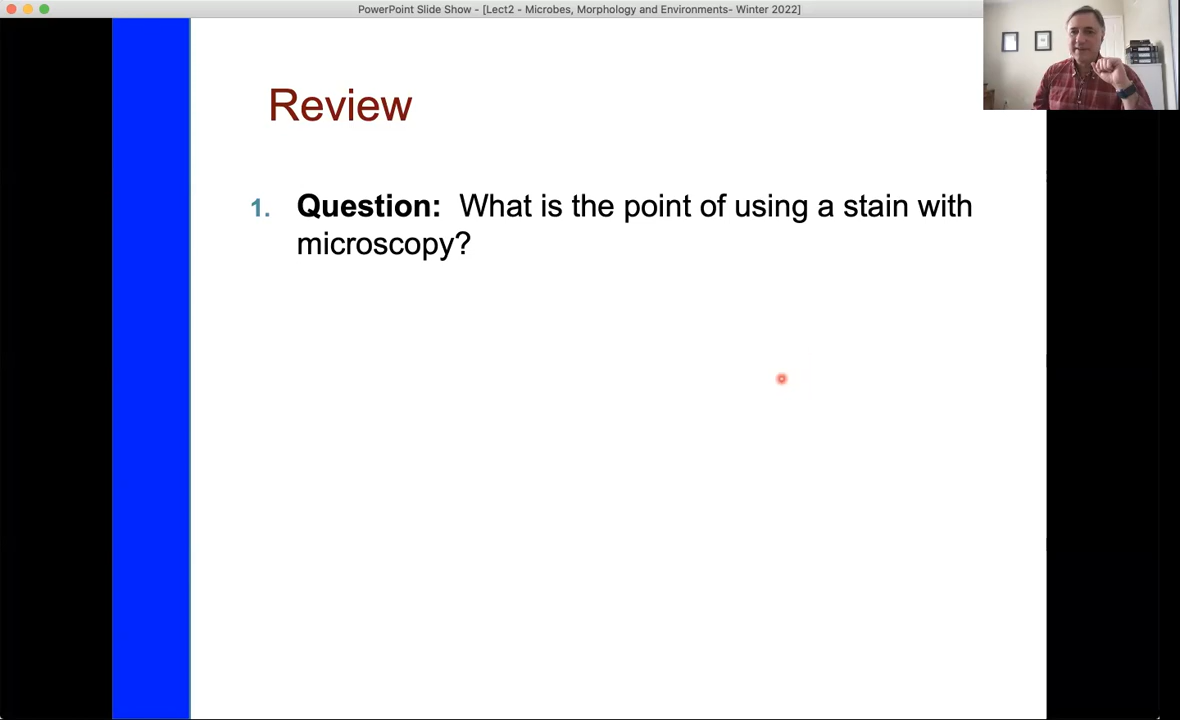 PowerPoint Slide Show - [Lect2 - Microbes, Morphology and Environments- Winter 2022]
Review
1. Question: What is the point of using a stain with
microscopy?